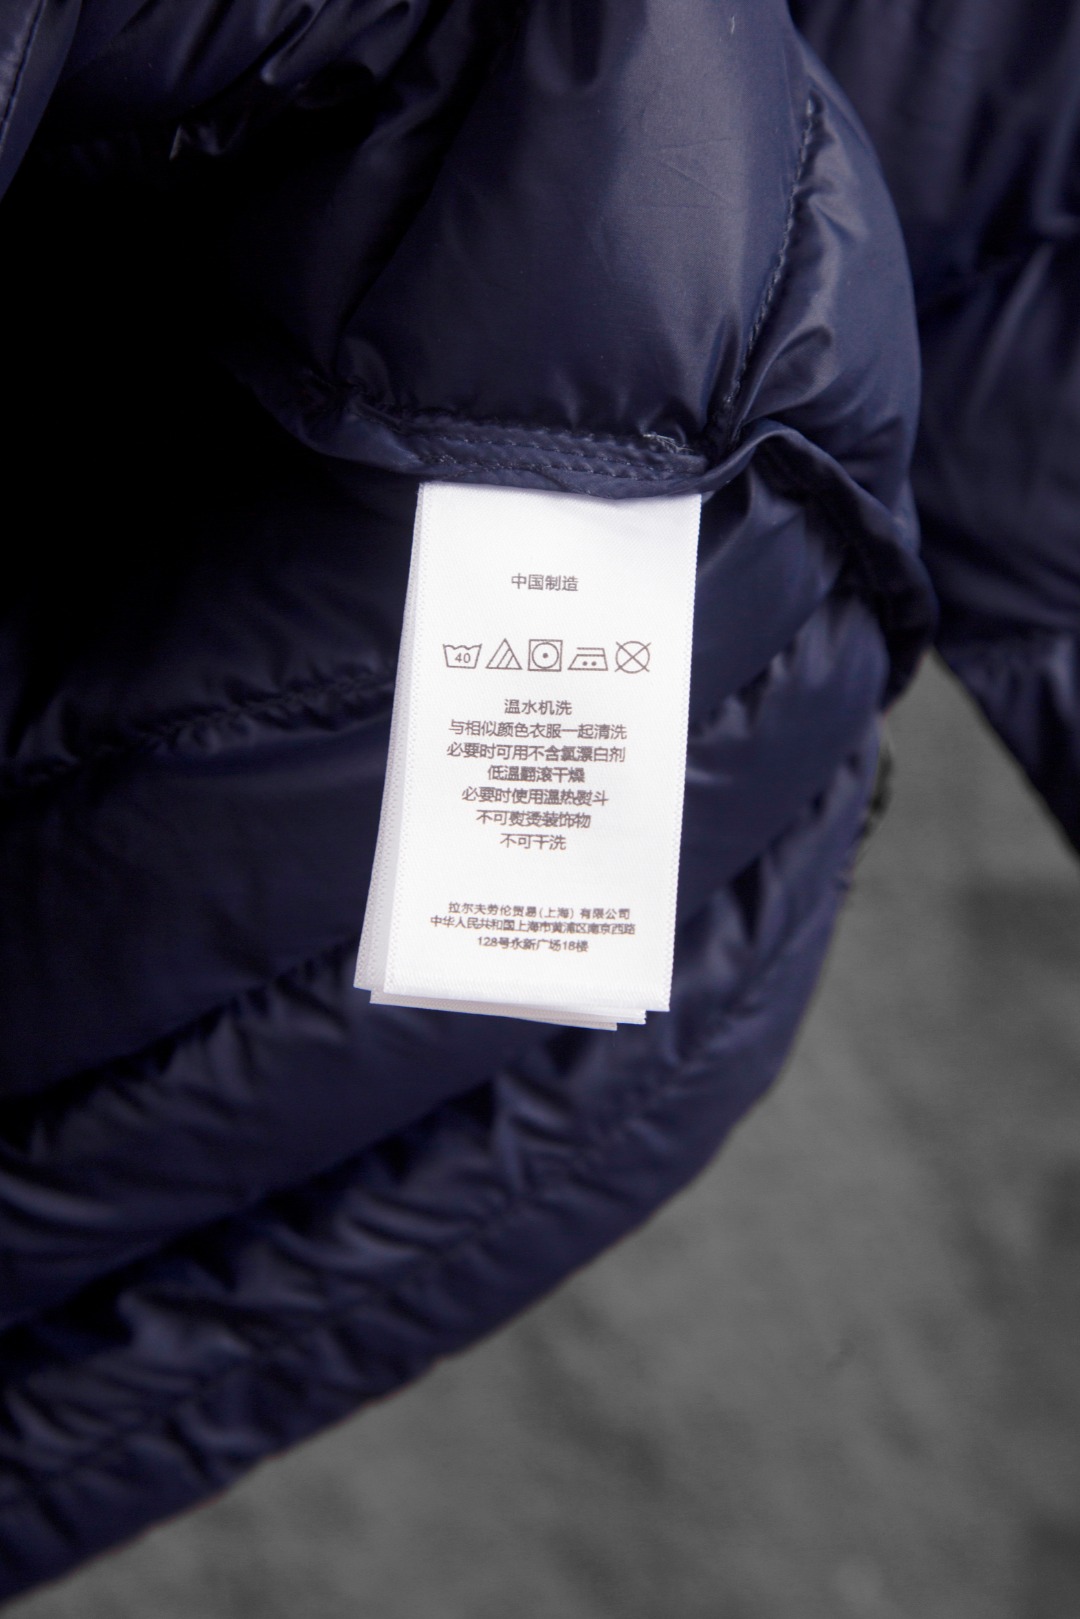 中国制造
40
温水机洗
与相似颜色衣服一起清洗
必要时可用不含氯漂白剂
低温翻滚干燥
必要时使用温热熨斗
不可熨烫装饰物
不可干洗
拉尔夫劳伦贸易(上海) 有限公司
中华人民共和国上海市黄浦区南京西路
128号永新广场18楼